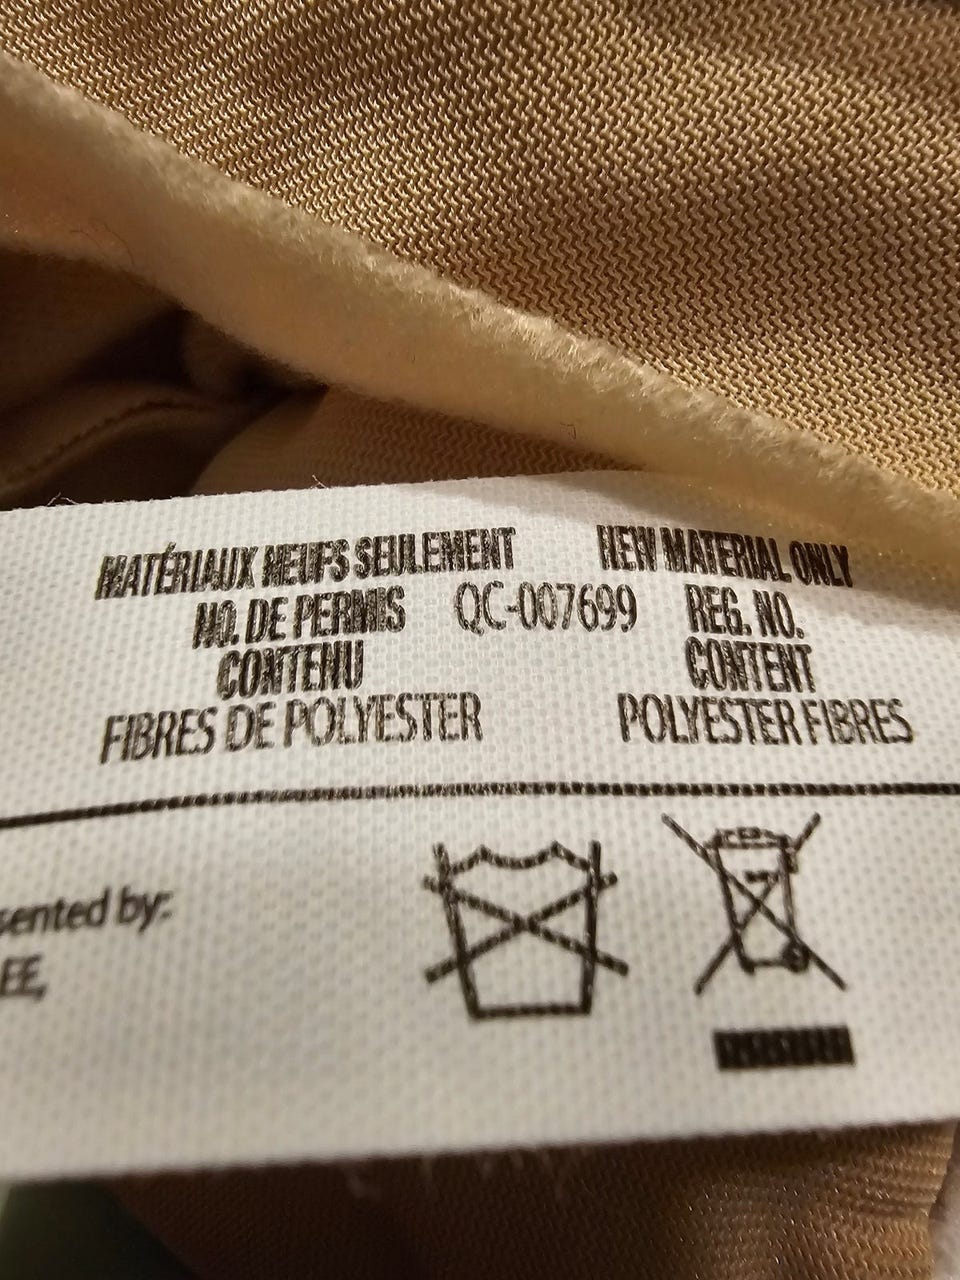 MATÉRIAUX NEUFS SEULEMENT NEW MATERIAL ONLY
NO. DE PERMIS QC-007699 REG. NO.
CONTENU CONTENT
FIBRES DE POLYESTER POLYESTER FIBRES
sented by:
EE,